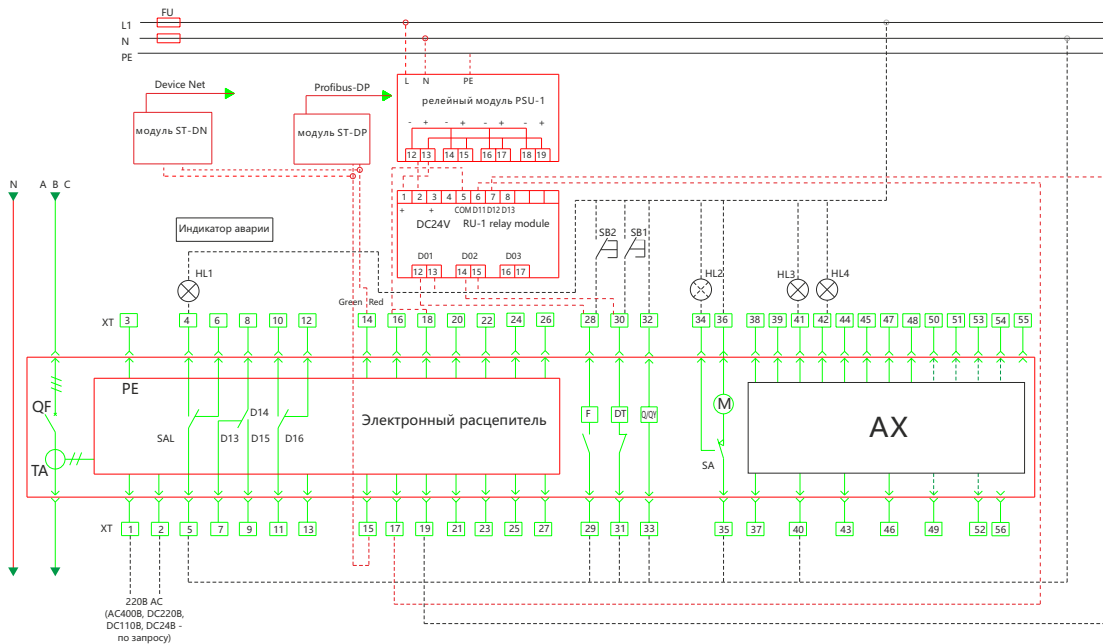 FU
L1
N
PE
Device Net
Profibus-DP
модуль ST-DN
модуль ST-DP
L N PE
релейный модуль PSU-1
- + - + - + - +
12 13 14 15 16 17 18 19
N A B C
1 2 3 4 5 6 7 8
+ + COM D11 D12 D13
DC24V RU-1 relay module
D01 D02 D03
12 13 14 15 16 17
Индикатор аварии
SB2 SB1
HL1 HL2 HL3 HL4
Green Red
XT 3 4 6 8 10 12 14 16 18 20 22 24 26 28 30 32 34 36 38 39 41 42 44 45 47 48 50 51 53 54 55
PE
QF
Электронный расцепитель
D14
SAL D13 D15 D16
F DT Q/QY
M
AX
SA
TA
XT 1 2 5 7 9 11 13 15 17 19 21 23 25 27 29 31 33 35 37 40 43 46 49 52 56
220В AC
(AC400В, DC220В,
DC110В, DC24В -
по запросу)